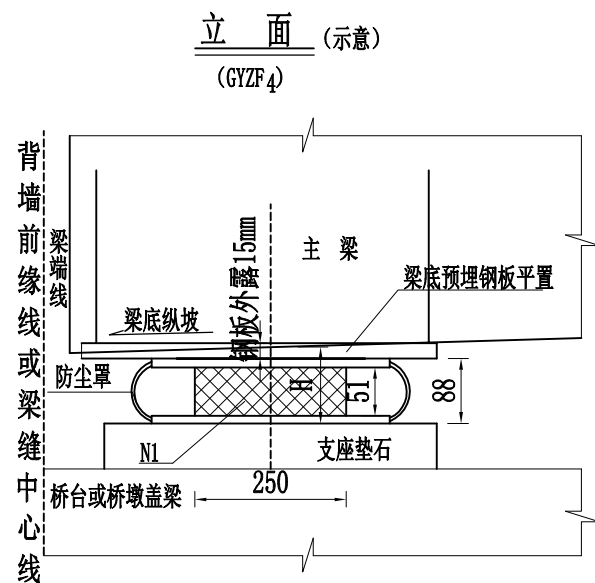 立 面 (示意)
(GYZF4)
背墙前缘线或梁缝中心线
梁端线
钢板外露15mm
主 梁
梁底预埋钢板平置
梁底纵坡
防尘罩
H
51
88
N1
支座垫石
250
桥台或桥墩盖梁